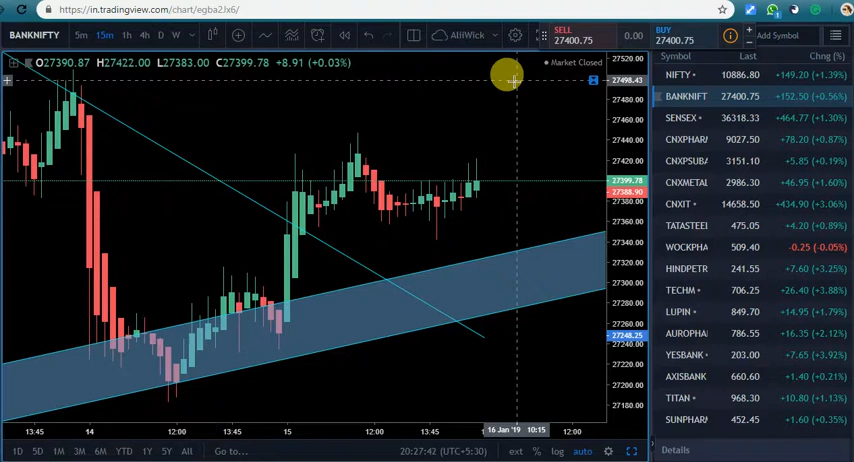 https://in.tradingview.com/chart/egba2.lx6/
1
BANKNIFTY 5m 15m 1h 4h D W AliiWick
SELL
27400.75
0.00
BUY
27400.75
Add Symbol
O27390.87 H27422.00 L27383.00 C27399.78 +8.91 (+0.03%)
Market Closed
27520.00
27498.43
27480.00
27460.00
27440.00
27420.00
27399.78
27388.90
27380.00
27360.00
27340.00
27320.00
27300.00
27280.00
27260.00
27248.25
27240.00
27220.00
27200.00
27180.00
13:45 14 12:00 13:45 15 12:00 13:45 16 Jan '19 10:15 12:00
1D 5D 1M 3M 6M YTD 1Y 5Y All Go to... 20:27:42 (UTC+5:30) ext % log auto
Symbol Last Chng (%)
NIFTY 10886.80 +149.20 (+1.39%)
BANKNIFT 27400.75 +152.50 (+0.56%)
SENSEX 36318.33 +464.77 (+1.30%)
CNXPHAR 9027.50 +78.20 (+0.87%)
CNXPSUBA 3151.10 +5.85 (+0.19%)
CNXMETAL 2986.30 +46.95 (+1.60%)
CNXIT 14658.50 +434.90 (+3.06%)
TATASTEEI 475.05 +4.20 (+0.89%)
WOCKPHA 509.40 -0.25 (-0.05%)
HINDPETR 241.55 +7.60 (+3.25%)
TECHM 706.25 +26.40 (+3.88%)
LUPIN 849.70 +14.95 (+1.79%)
AUROPHAI 786.55 +16.35 (+2.12%)
YESBANK 203.00 +7.65 (+3.92%)
AXISBANK 660.60 +1.40 (+0.21%)
TITAN 968.30 +10.80 (+1.13%)
SUNPHAR 452.45 +1.60 (+0.35%)
Details